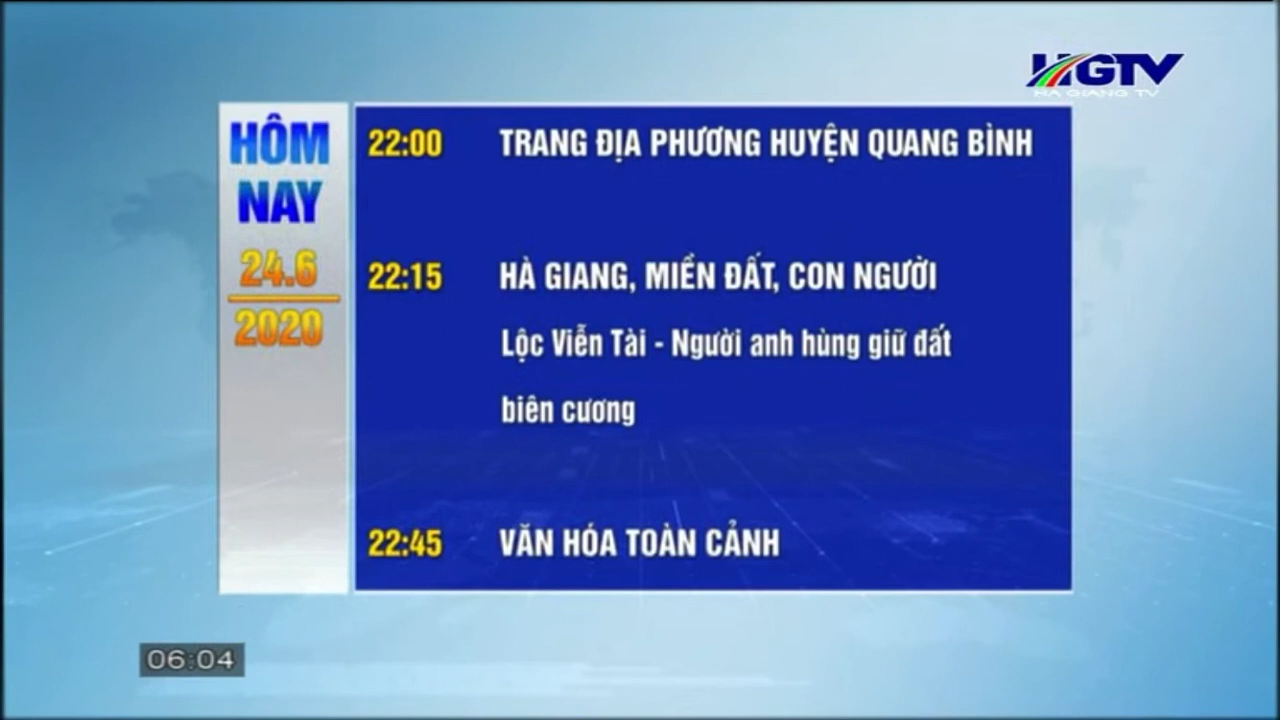 HGTV
HA GIANG TV
HÔM
NAY
24.6
2020
22:00 TRANG ĐỊA PHƯƠNG HUYỆN QUANG BÌNH
22:15 HÀ GIANG, MIỀN ĐẤT, CON NGƯỜI
Lộc Viễn Tài - Người anh hùng giữ đất
biên cương
22:45 VĂN HÓA TOÀN CẢNH
06:04